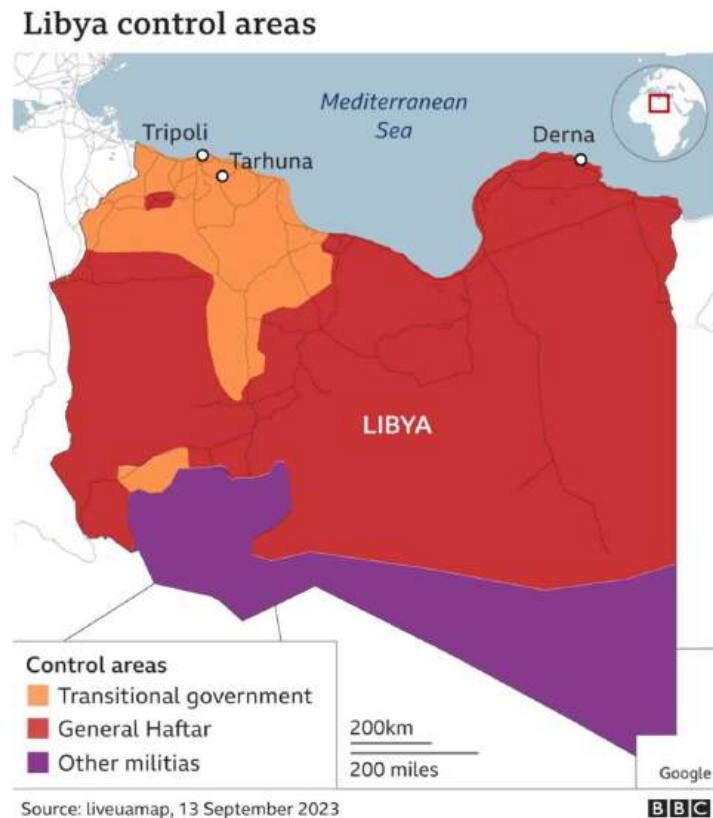 Libya control areas
Mediterranean
Sea
Tripoli
Tarhuna
Derna
LIBYA
Control areas
Transitional government
General Haftar
Other militias
200km
200 miles
Google
Source: liveuamap, 13 September 2023
BBC